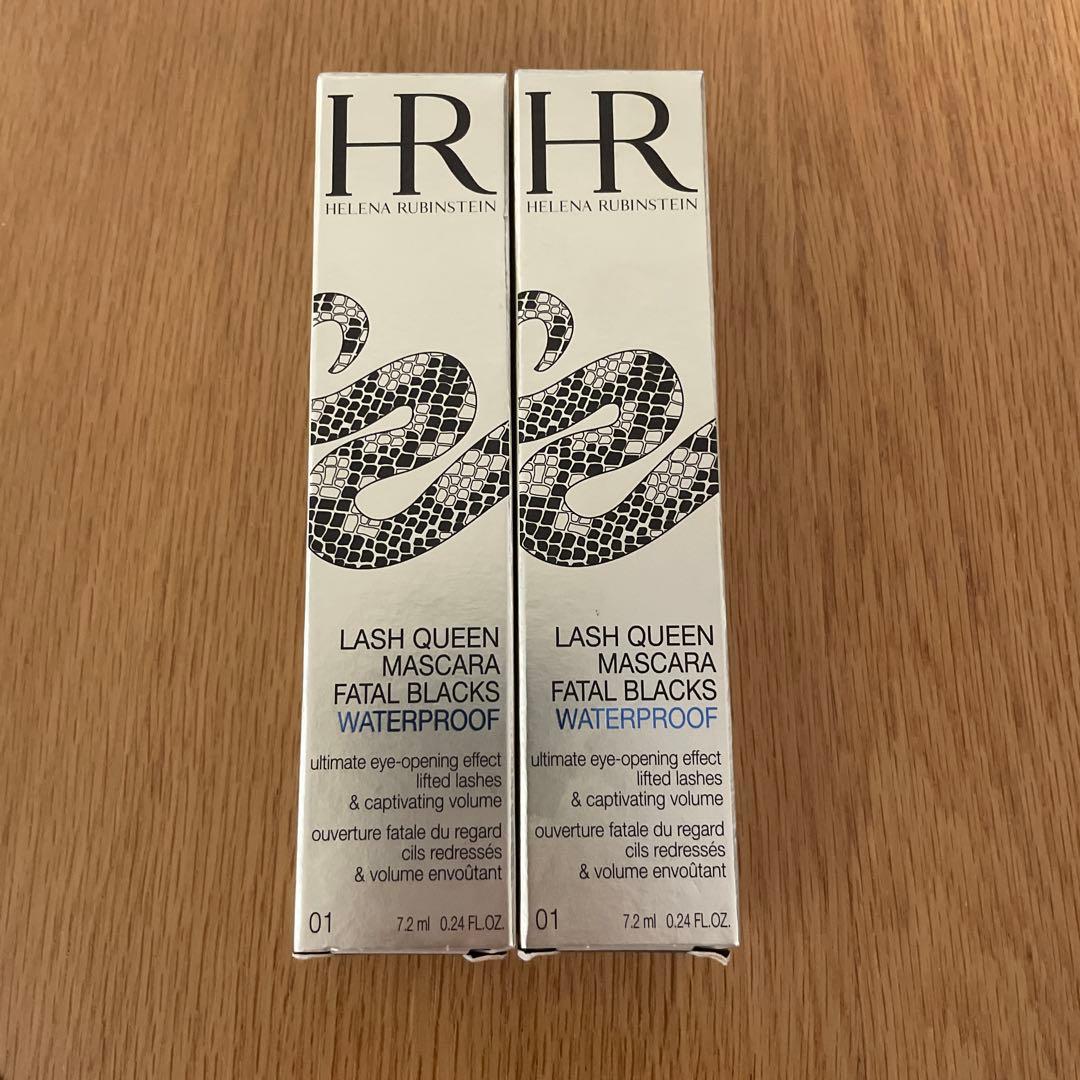 HR
HELENA RUBINSTEIN
LASH QUEEN
MASCARA
FATAL BLACKS
WATERPROOF
ultimate eye-opening effect
lifted lashes
& captivating volume
ouverture fatale du regard
cils redressés
& volume envoûtant
01 7.2 ml 0.24 FL.OZ.
HR
HELENA RUBINSTEIN
LASH QUEEN
MASCARA
FATAL BLACKS
WATERPROOF
ultimate eye-opening effect
lifted lashes
& captivating volume
ouverture fatale du regard
cils redressés
& volume envoûtant
01 7.2 ml 0.24 FL.OZ.